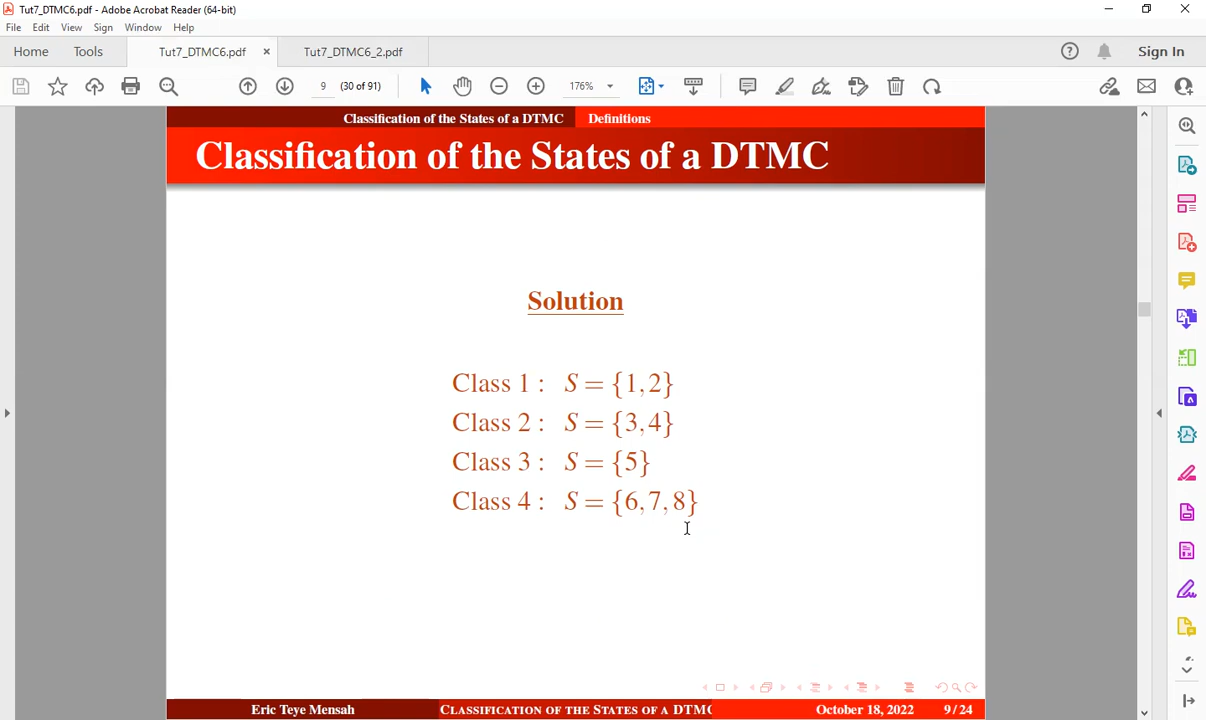 Tut7_DTMC6.pdf - Adobe Acrobat Reader (64-bit)
File Edit View Sign Window Help
Home Tools Tut7_DTMC6.pdf × Tut7_DTMC6_2.pdf Sign In
9 (30 of 91) 176%
Classification of the States of a DTMC Definitions
Classification of the States of a DTMC
Solution
Class 1 : S = {1,2}
Class 2 : S = {3,4}
Class 3 : S = {5}
Class 4 : S = {6,7,8}
Eric Teye Mensah CLASSIFICATION OF THE STATES OF A DTMC October 18, 2022 9/24